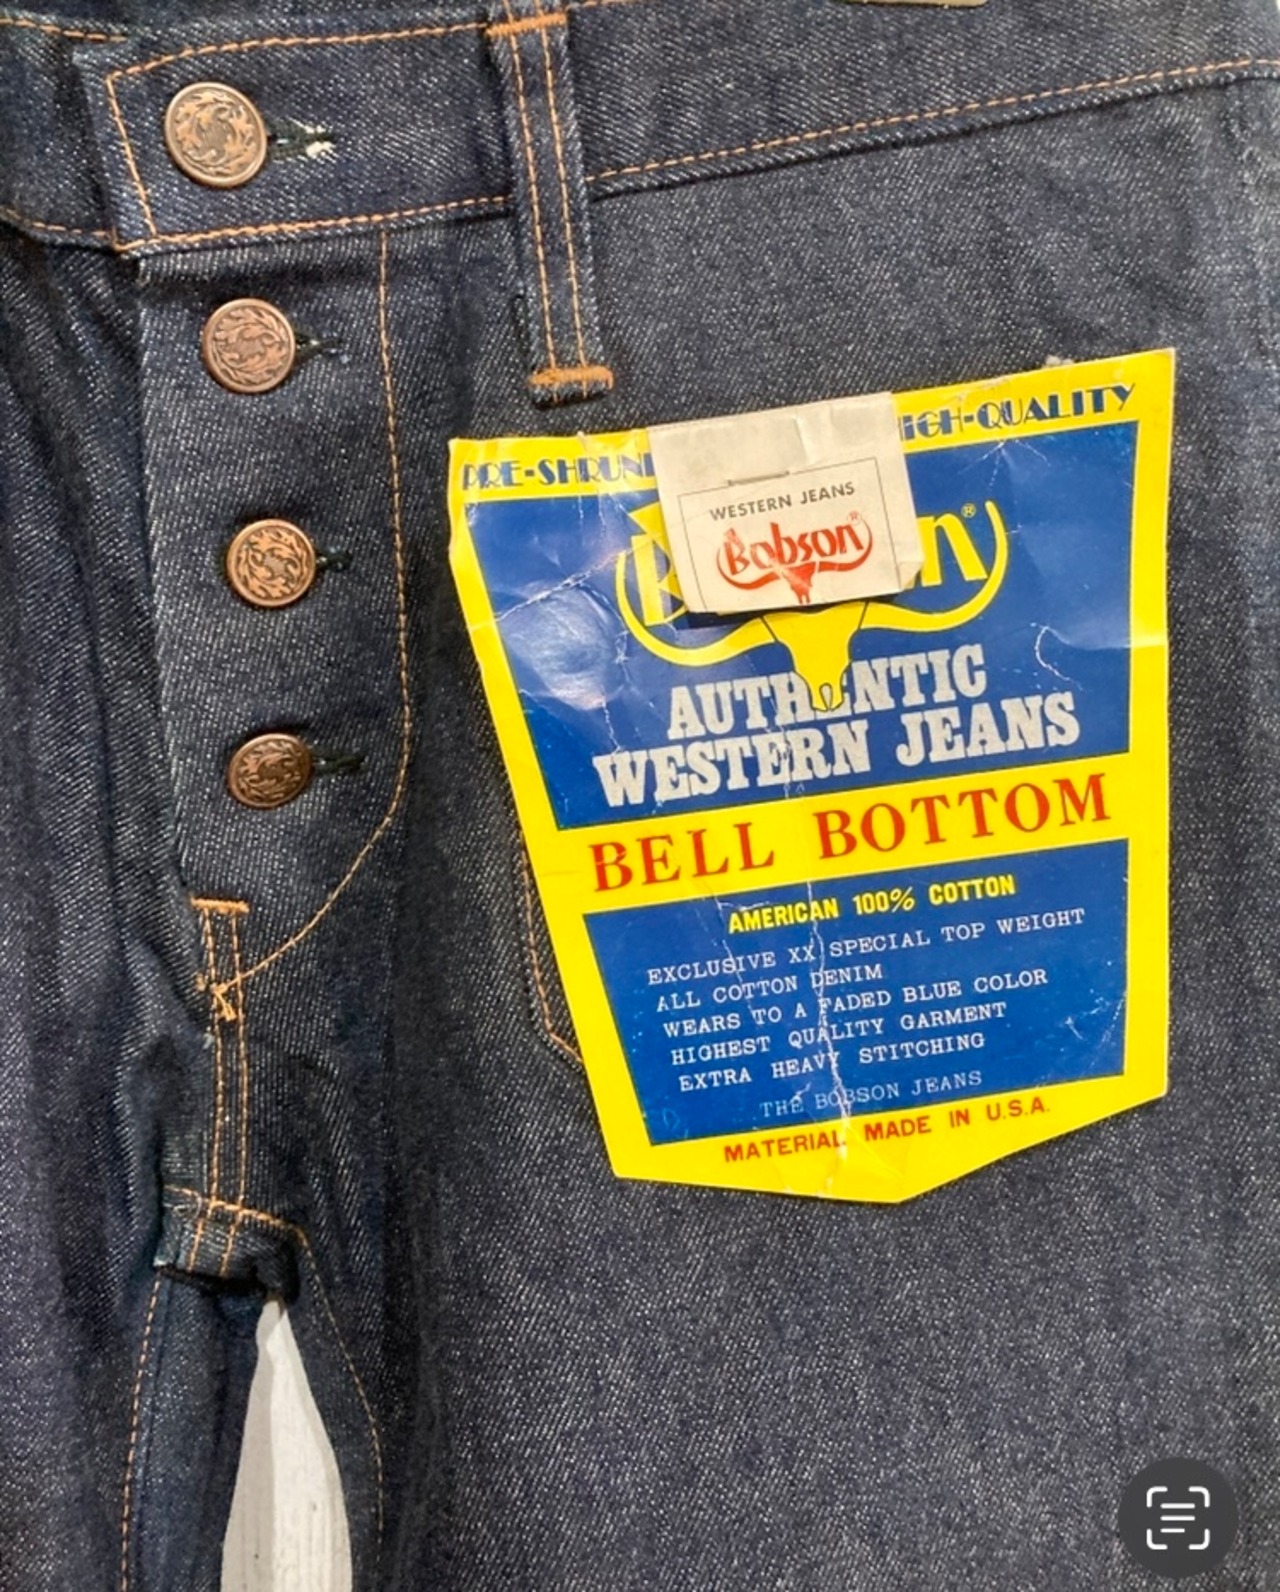 PRE-SHRUN
HIGH-QUALITY
WESTERN JEANS
Bobson®
®
AUTHENTIC
WESTERN JEANS
BELL BOTTOM
AMERICAN 100% COTTON
EXCLUSIVE XX SPECIAL TOP WEIGHT
ALL COTTON DENIM
WEARS TO A FADED BLUE COLOR
HIGHEST QUALITY GARMENT
EXTRA HEAVY STITCHING
THE BOBSON JEANS
MATERIAL MADE IN U.S.A.